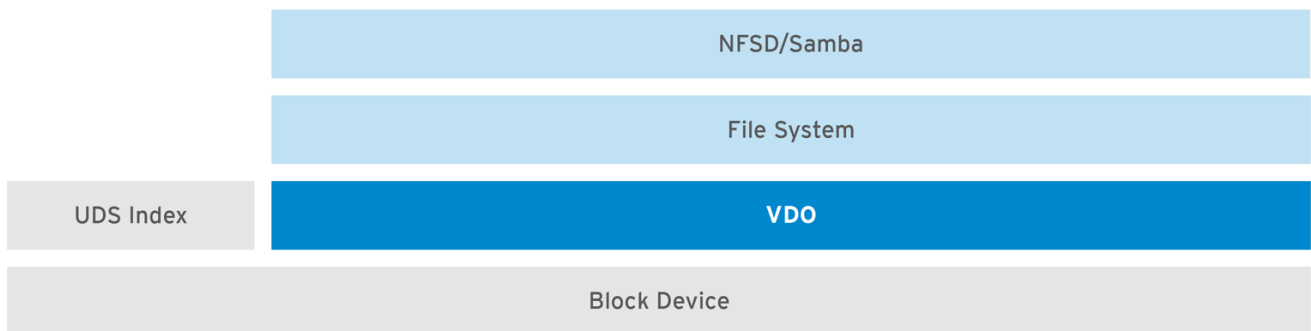 NFSD/Samba
File System
UDS Index
VDO
Block Device